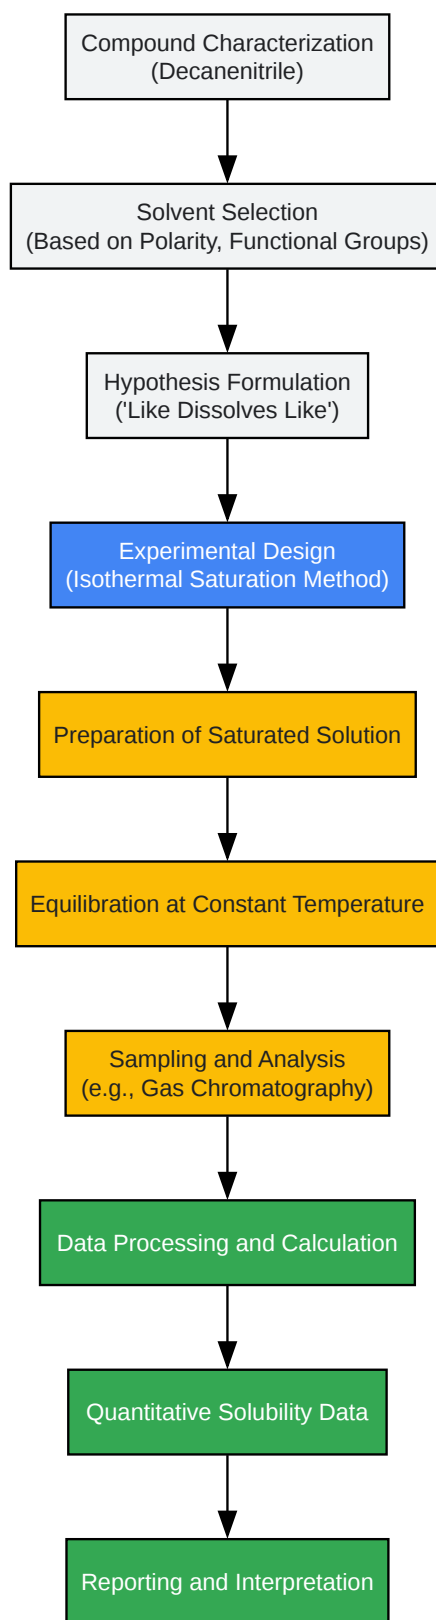 Compound Characterization
(Decanenitrile)
Solvent Selection
(Based on Polarity, Functional Groups)
Hypothesis Formulation
('Like Dissolves Like')
Experimental Design
(Isothermal Saturation Method)
Preparation of Saturated Solution
Equilibration at Constant Temperature
Sampling and Analysis
(e.g., Gas Chromatography)
Data Processing and Calculation
Quantitative Solubility Data
Reporting and Interpretation